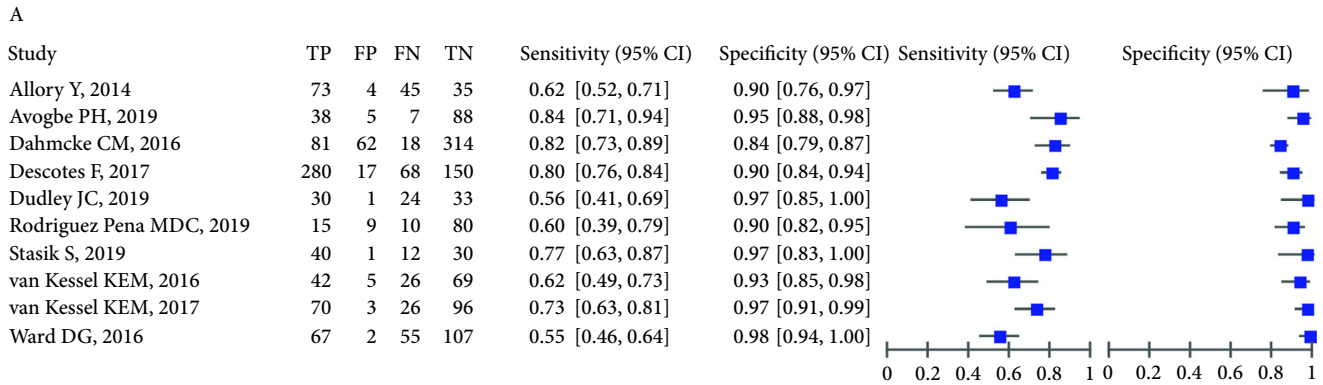 A
Study TP FP FN TN Sensitivity (95% CI) Specificity (95% CI) Sensitivity (95% CI) Specificity (95% CI)
Allory Y, 2014 73 4 45 35 0.62 [0.52, 0.71] 0.90 [0.76, 0.97]
Avogbe PH, 2019 38 5 7 88 0.84 [0.71, 0.94] 0.95 [0.88, 0.98]
Dahmcke CM, 2016 81 62 18 314 0.82 [0.73, 0.89] 0.84 [0.79, 0.87]
Descotes F, 2017 280 17 68 150 0.80 [0.76, 0.84] 0.90 [0.84, 0.94]
Dudley JC, 2019 30 1 24 33 0.56 [0.41, 0.69] 0.97 [0.85, 1.00]
Rodriguez Pena MDC, 2019 15 9 10 80 0.60 [0.39, 0.79] 0.90 [0.82, 0.95]
Stasik S, 2019 40 1 12 30 0.77 [0.63, 0.87] 0.97 [0.83, 1.00]
van Kessel KEM, 2016 42 5 26 69 0.62 [0.49, 0.73] 0.93 [0.85, 0.98]
van Kessel KEM, 2017 70 3 26 96 0.73 [0.63, 0.81] 0.97 [0.91, 0.99]
Ward DG, 2016 67 2 55 107 0.55 [0.46, 0.64] 0.98 [0.94, 1.00]
0 0.2 0.4 0.6 0.8 1 0 0.2 0.4 0.6 0.8 1